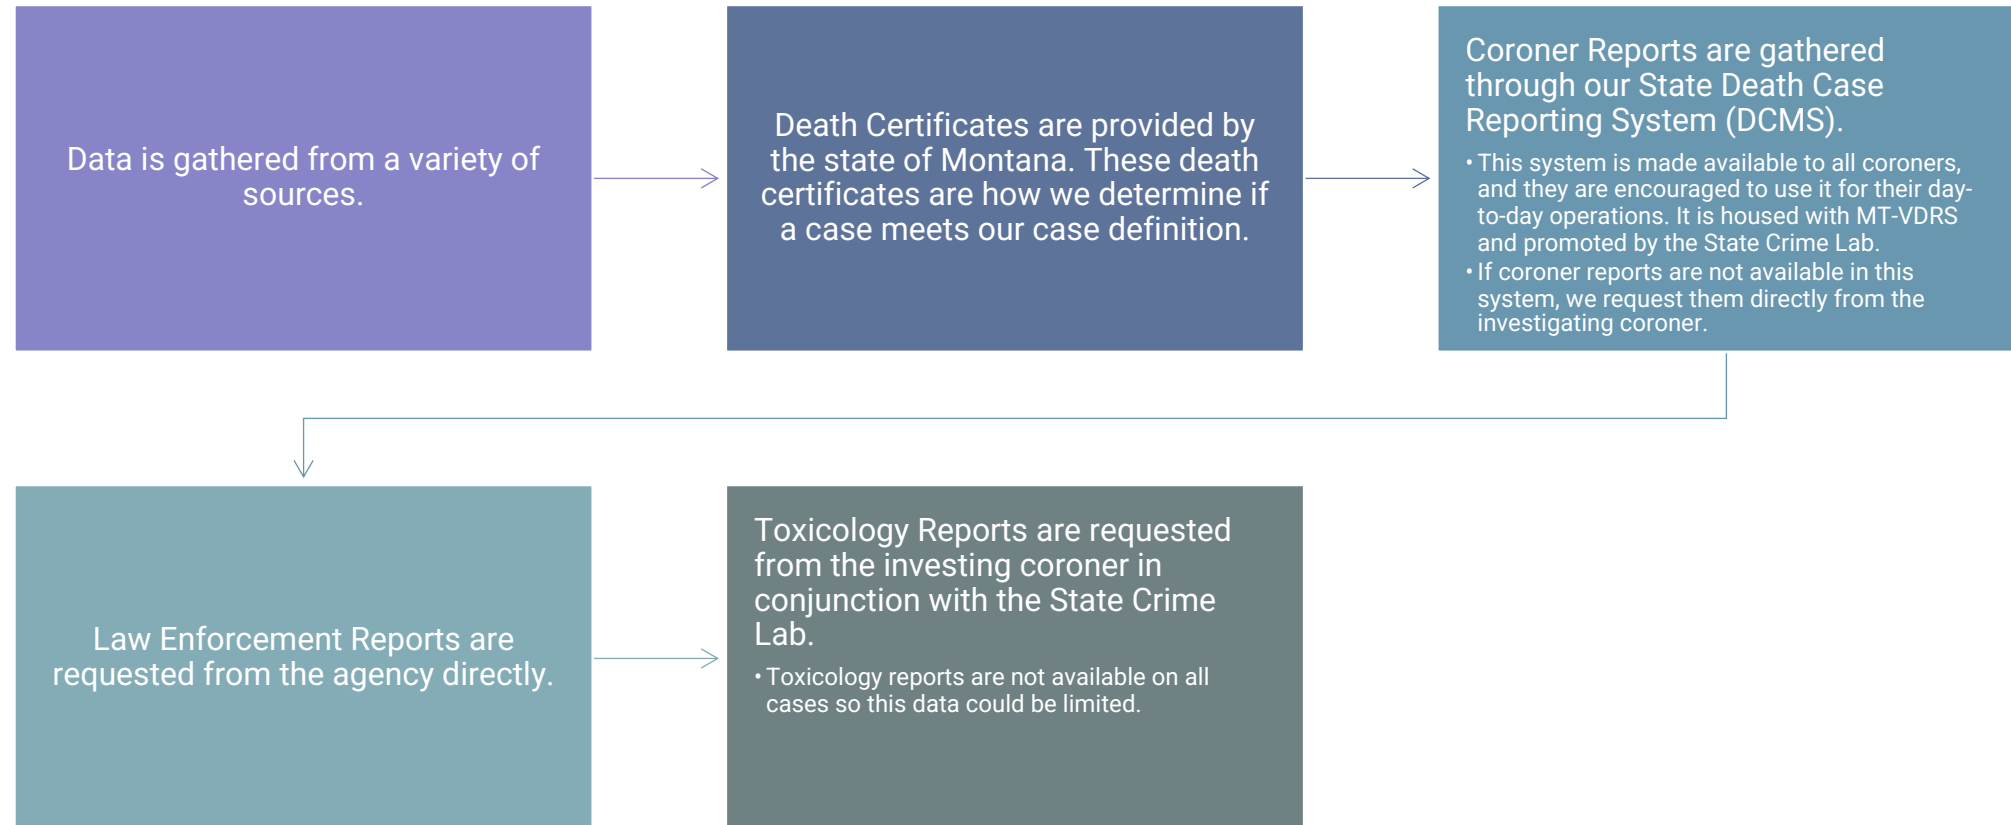 Data is gathered from a variety of
sources.
Death Certificates are provided by
the state of Montana. These death
certificates are how we determine if
a case meets our case definition.
Coroner Reports are gathered
through our State Death Case
Reporting System (DCMS).
• This system is made available to all coroners,
and they are encouraged to use it for their day-
to-day operations. It is housed with MT-VDRS
and promoted by the State Crime Lab.
• If coroner reports are not available in this
system, we request them directly from the
investigating coroner.
Law Enforcement Reports are
requested from the agency directly.
Toxicology Reports are requested
from the investing coroner in
conjunction with the State Crime
Lab.
• Toxicology reports are not available on all
cases so this data could be limited.